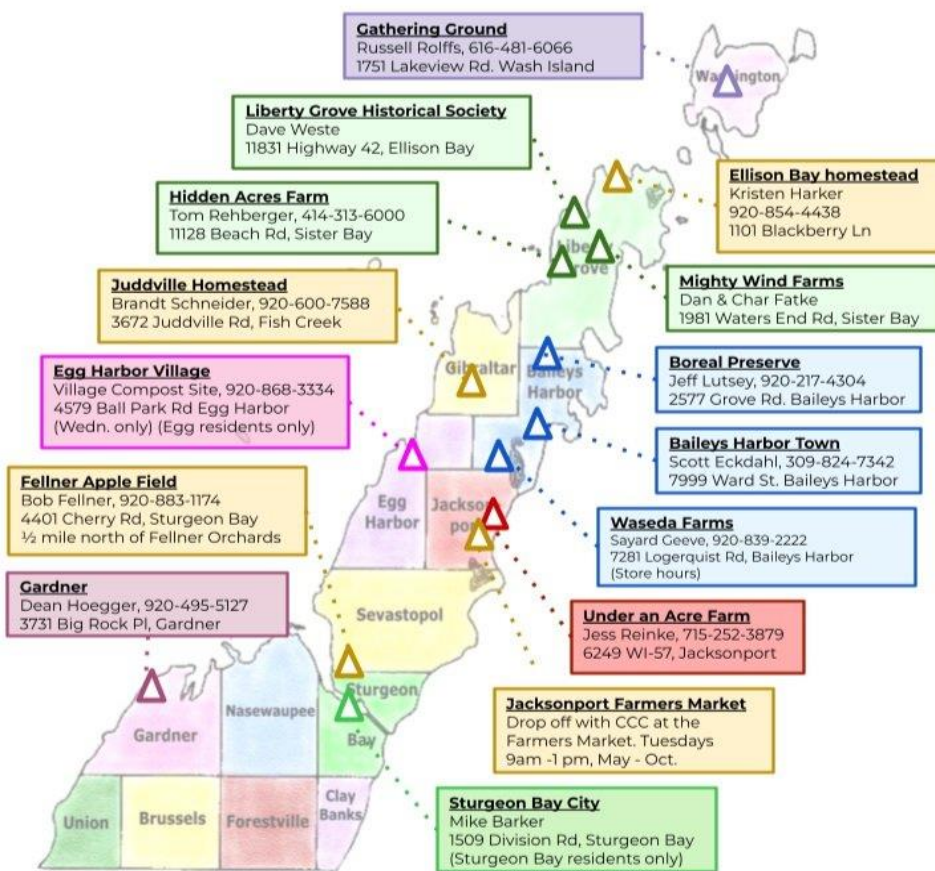 Gathering Ground
Russell Rolffs, 616-481-6066
1751 Lakeview Rd. Wash Island
Washington
Liberty Grove Historical Society
Dave Weste
11831 Highway 42, Ellison Bay
Ellison Bay homestead
Kristen Harker
920-854-4438
1101 Blackberry Ln
Hidden Acres Farm
Tom Rehberger, 414-313-6000
11128 Beach Rd, Sister Bay
Liberty
Grove
Mighty Wind Farms
Dan & Char Fatke
1981 Waters End Rd, Sister Bay
Juddville Homestead
Brandt Schneider, 920-600-7588
3672 Juddville Rd, Fish Creek
Gibraltar
Baileys
Harbor
Boreal Preserve
Jeff Lutsey, 920-217-4304
2577 Grove Rd. Baileys Harbor
Egg Harbor Village
Village Compost Site, 920-868-3334
4579 Ball Park Rd Egg Harbor
(Wedn. only) (Egg residents only)
Baileys Harbor Town
Scott Eckdahl, 309-824-7342
7999 Ward St. Baileys Harbor
Fellner Apple Field
Bob Fellner, 920-883-1174
4401 Cherry Rd, Sturgeon Bay
½ mile north of Fellner Orchards
Egg
Harbor
Jackson
port
Waseda Farms
Sayard Geeve, 920-839-2222
7281 Logerquist Rd, Baileys Harbor
(Store hours)
Gardner
Dean Hoegger, 920-495-5127
3731 Big Rock Pl, Gardner
Sevastopol
Under an Acre Farm
Jess Reinke, 715-252-3879
6249 WI-57, Jacksonport
Jacksonport Farmers Market
Drop off with CCC at the
Farmers Market. Tuesdays
9am -1 pm, May - Oct.
Gardner
Nasewaupee
Sturgeon
Bay
Union
Brussels
Forestville
Clay
Banks
Sturgeon Bay City
Mike Barker
1509 Division Rd, Sturgeon Bay
(Sturgeon Bay residents only)